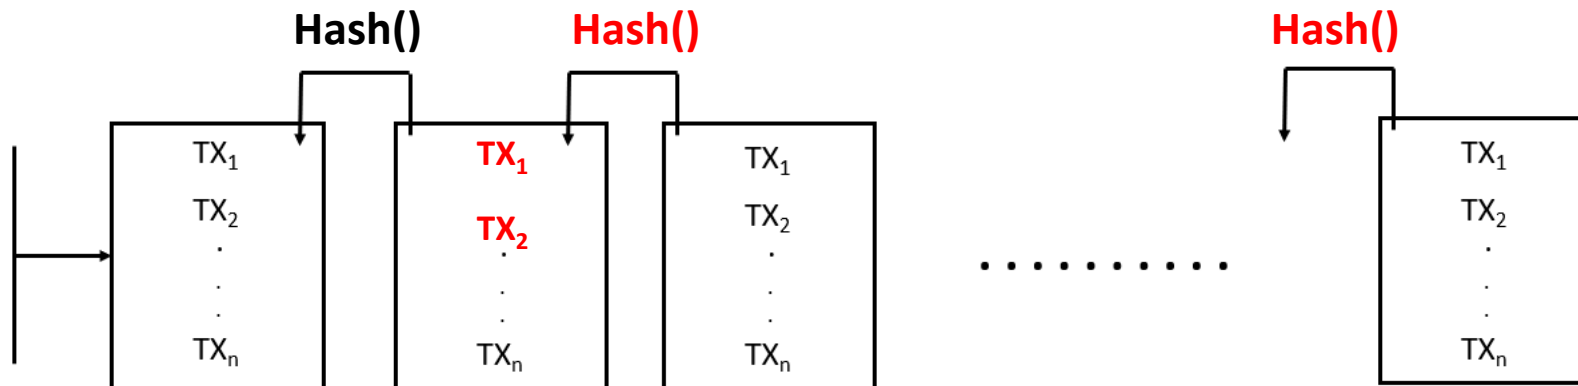 Hash() Hash() Hash()
TX₁ TX₁ TX₁ TX₁
TX₂ TX₂ TX₂ TX₂
TXₙ TXₙ TXₙ TXₙ